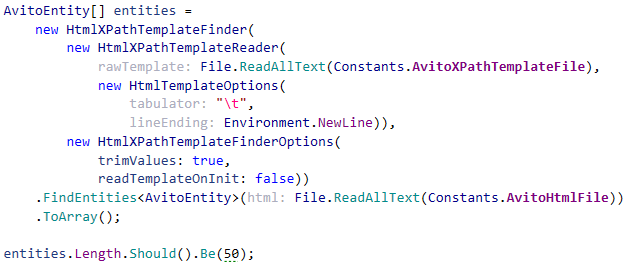 AvitoEntity[] entities =
    new HtmlXPathTemplateFinder(
        new HtmlXPathTemplateReader(
            rawTemplate: File.ReadAllText(Constants.AvitoXPathTemplateFile),
            new HtmlTemplateOptions(
                tabulator: "\t",
                lineEnding: Environment.NewLine)),
        new HtmlXPathTemplateFinderOptions(
            trimValues: true,
            readTemplateOnInit: false))
    .FindEntities<AvitoEntity>(html: File.ReadAllText(Constants.AvitoHtmlFile))
    .ToArray();

entities.Length.Should().Be(50);